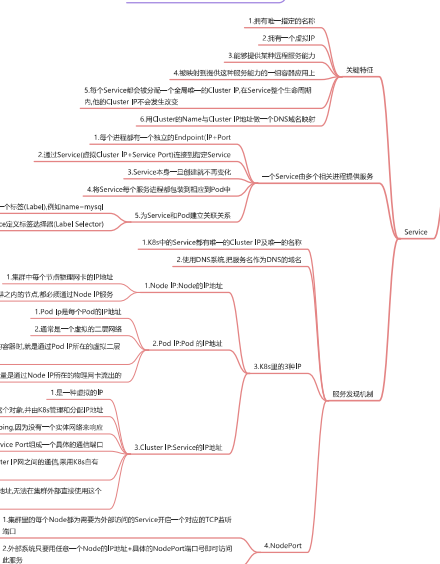 1.拥有唯一指定的名称
2.拥有一个虚拟IP
3.能够提供某种远程服务能力
4.被映射到提供这种服务能力的一组容器应用上
5.每个Service都会被分配一个全局唯一的Cluster IP,在Service整个生命周期
内,他的Cluster IP不会发生改变
6.用Cluster的Name与Cluster IP地址做一个DNS域名映射
关键特征
1.每个进程都有一个独立的Endpoint(IP+Port
2.通过Service(虚拟Cluster IP+Service Port)连接到指定Service
3.Service本身一旦创建就不再变化
4.将Service每个服务进程都包装到相应到Pod中
一个标签(Label),例如name=mysql
ce定义标签选择器(Label Selector)
5.为Service和Pod建立关联关系
一个Service由多个相关进程提供服务
Service
1.K8s中的Service都有唯一的Cluster IP及唯一的名称
2.使用DNS系统,把服务名作为DNS的域名
1.集群中每个节点物理网卡的IP地址
之内的节点,都必须通过Node IP服务
1.Node IP:Node的IP地址
1.Pod Ip是每个Pod的IP地址
2.通常是一个虚拟的二层网络
容器时,就是通过Pod IP所在的虚拟二层
量是通过Node IP所在的物理网卡流出的
2.Pod IP:Pod 的IP地址
3.K8s里的3种IP
1.是一种虚拟的IP
个对象,并由K8s管理和分配IP地址
ping,因为没有一个实体网络来响应
vice Port组成一个具体的通信端口
ter IP网之间的通信,采用K8s自有
地址,无法在集群外部直接使用这个
3.Cluster IP:Service的IP地址
服务发现机制
1.集群里的每个Node都为需要为外部访问的Service开启一个对应的TCP监听
端口
2.外部系统只要用任意一个Node的IP地址+具体的NodePort端口号即可访问
此服务
4.NodePort